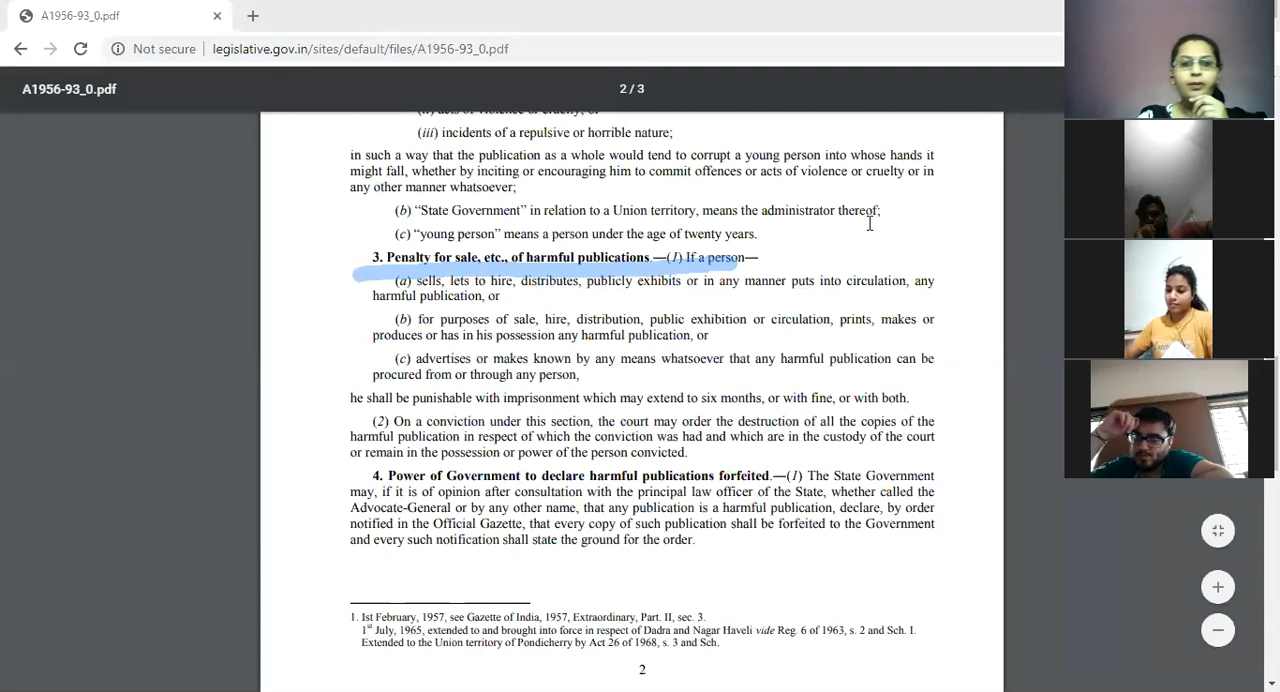 A1956-93_0.pdf
Not secure
legislative.gov.in/sites/default/files/A1956-93_0.pdf
A1956-93_0.pdf
2 / 3
(ii) acts of violence or cruelty; or
(iii) incidents of a repulsive or horrible nature;
in such a way that the publication as a whole would tend to corrupt a young person into whose hands it
might fall, whether by inciting or encouraging him to commit offences or acts of violence or cruelty or in
any other manner whatsoever;
(b) “State Government” in relation to a Union territory, means the administrator thereof;
(c) “young person” means a person under the age of twenty years.
3. Penalty for sale, etc., of harmful publications.—(1) If a person—
(a) sells, lets to hire, distributes, publicly exhibits or in any manner puts into circulation, any
harmful publication, or
(b) for purposes of sale, hire, distribution, public exhibition or circulation, prints, makes or
produces or has in his possession any harmful publication, or
(c) advertises or makes known by any means whatsoever that any harmful publication can be
procured from or through any person,
he shall be punishable with imprisonment which may extend to six months, or with fine, or with both.
(2) On a conviction under this section, the court may order the destruction of all the copies of the
harmful publication in respect of which the conviction was had and which are in the custody of the court
or remain in the possession or power of the person convicted.
4. Power of Government to declare harmful publications forfeited.—(1) The State Government
may, if it is of opinion after consultation with the principal law officer of the State, whether called the
Advocate-General or by any other name, that any publication is a harmful publication, declare, by order
notified in the Official Gazette, that every copy of such publication shall be forfeited to the Government
and every such notification shall state the ground for the order.
1. Ist February, 1957, see Gazette of India, 1957, Extraordinary, Part. II, sec. 3.
1st July, 1965, extended to and brought into force in respect of Dadra and Nagar Haveli vide Reg. 6 of 1963, s. 2 and Sch. I.
Extended to the Union territory of Pondicherry by Act 26 of 1968, s. 3 and Sch.
2